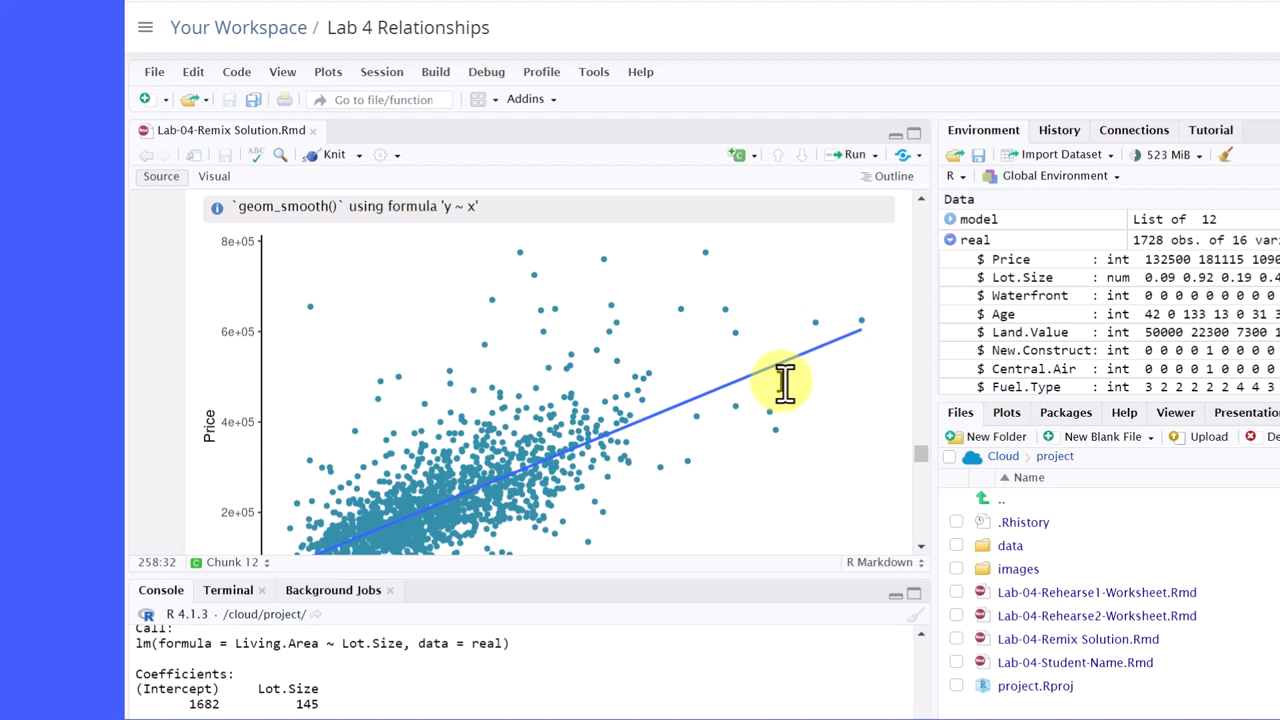 Your Workspace / Lab 4 Relationships
File Edit Code View Plots Session Build Debug Profile Tools Help
Go to file/function Addins
Lab-04-Remix Solution.Rmd
Knit Run
Source Visual Outline
`geom_smooth()` using formula 'y ~ x'
8e+05
6e+05
4e+05
2e+05
Price
258:32 Chunk 12 R Markdown
Console Terminal Background Jobs
R 4.1.3 · /cloud/project/
Call:
lm(formula = Living.Area ~ Lot.Size, data = real)
Coefficients:
(Intercept) Lot.Size
1682 145
Environment History Connections Tutorial
Import Dataset 523 MiB
R Global Environment
Data
model List of 12
real 1728 obs. of 16 vari
$ Price : int 132500 181115 1090
$ Lot.Size : num 0.09 0.92 0.19 0.4
$ Waterfront : int 0 0 0 0 0 0 0 0 0
$ Age : int 42 0 133 13 0 31 3
$ Land.Value : int 50000 22300 7300 1
$ New.Construct: int 0 0 0 0 1 0 0 0 0
$ Central.Air : int 0 0 0 0 1 0 0 0 0
$ Fuel.Type : int 3 2 2 2 2 2 4 4 3
Files Plots Packages Help Viewer Presentatio
New Folder New Blank File Upload De
Cloud project
Name
..
.Rhistory
data
images
Lab-04-Rehearse1-Worksheet.Rmd
Lab-04-Rehearse2-Worksheet.Rmd
Lab-04-Remix Solution.Rmd
Lab-04-Student-Name.Rmd
project.Rproj